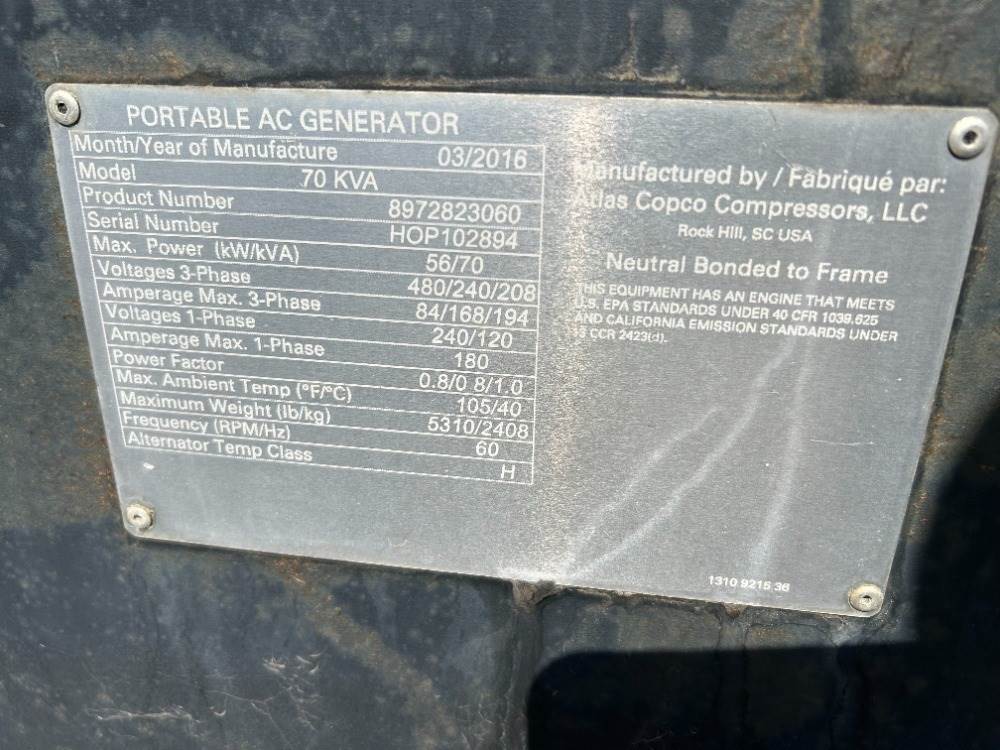 PORTABLE AC GENERATOR
Month/Year of Manufacture 03/2016
Model 70 KVA
Product Number 8972823060
Serial Number HOP102894
Max. Power (kW/kVA) 56/70
Voltages 3-Phase 480/240/208
Amperage Max. 3-Phase 84/168/194
Voltages 1-Phase 240/120
Amperage Max. 1-Phase 180
Power Factor 0.8/0.8/1.0
Max. Ambient Temp (°F/°C) 105/40
Maximum Weight (lb/kg) 5310/2408
Frequency (RPM/Hz) 60
Alternator Temp Class H
Manufactured by / Fabriqué par:
Atlas Copco Compressors, LLC
Rock Hill, SC USA
Neutral Bonded to Frame
THIS EQUIPMENT HAS AN ENGINE THAT MEETS
U.S. EPA STANDARDS UNDER 40 CFR 1039.625
AND CALIFORNIA EMISSION STANDARDS UNDER
13 CCR 2423(d).
1310 9215 36